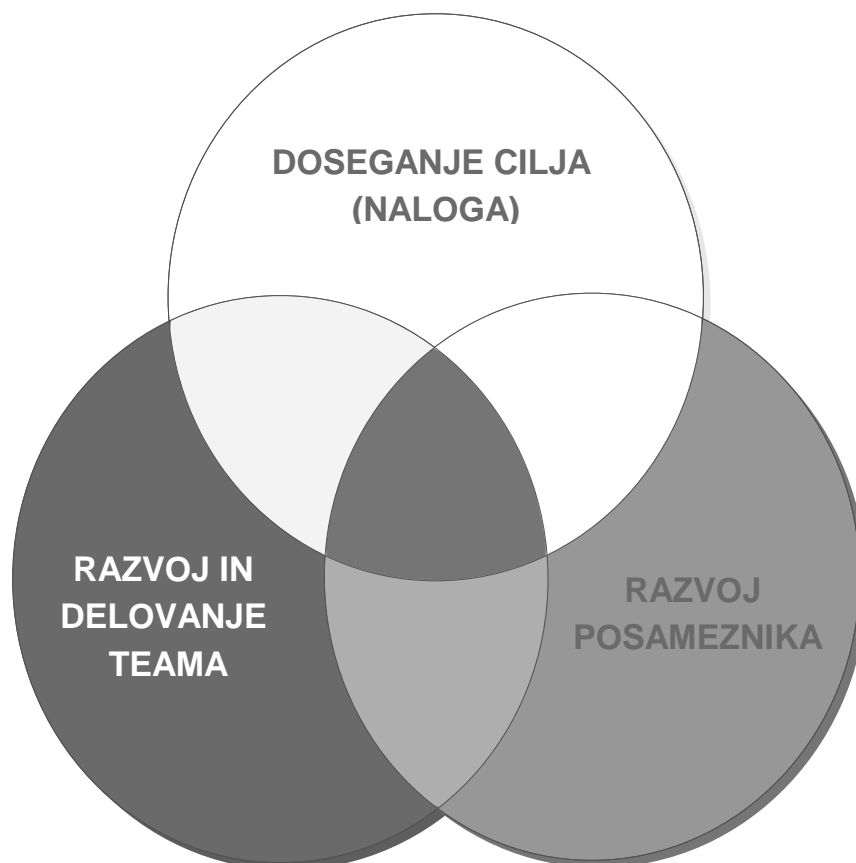 DOSEGANJE CILJA
(NALOGA)
RAZVOJ IN
DELOVANJE
TEAMA
RAZVOJ
POSAMEZNIKA